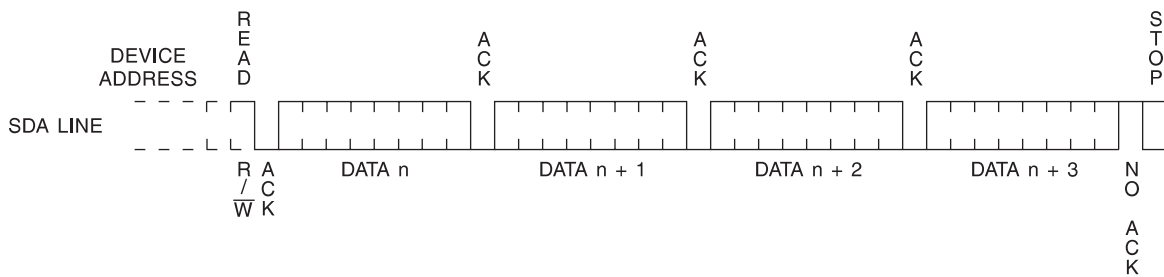 DEVICE
ADDRESS
READ
ACK
ACK
ACK
STOP
SDA LINE
R/W̅
ACK
DATA n
DATA n + 1
DATA n + 2
DATA n + 3
NO ACK